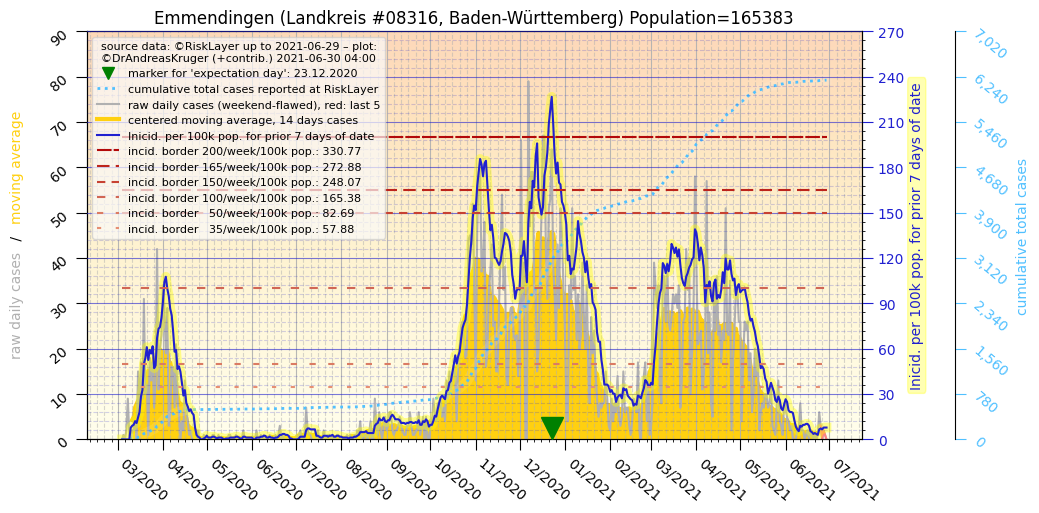 Emmendingen (Landkreis #08316, Baden-Württemberg) Population=165383
source data: ©RiskLayer up to 2021-06-29 – plot:
©DrAndreasKruger (+contrib.) 2021-06-30 04:00
marker for 'expectation day': 23.12.2020
cumulative total cases reported at RiskLayer
raw daily cases (weekend-flawed), red: last 5
centered moving average, 14 days cases
Inicid. per 100k pop. for prior 7 days of date
incid. border 200/week/100k pop.: 330.77
incid. border 165/week/100k pop.: 272.88
incid. border 150/week/100k pop.: 248.07
incid. border 100/week/100k pop.: 165.38
incid. border 50/week/100k pop.: 82.69
incid. border 35/week/100k pop.: 57.88
raw daily cases / moving average
90
80
70
60
50
40
30
20
10
0
03/2020
04/2020
05/2020
06/2020
07/2020
08/2020
09/2020
10/2020
11/2020
12/2020
01/2021
02/2021
03/2021
04/2021
05/2021
06/2021
07/2021
270
240
210
180
150
120
90
60
30
0
Inicid. per 100k pop. for prior 7 days of date
7,020
6,240
5,460
4,680
3,900
3,120
2,340
1,560
780
0
cumulative total cases